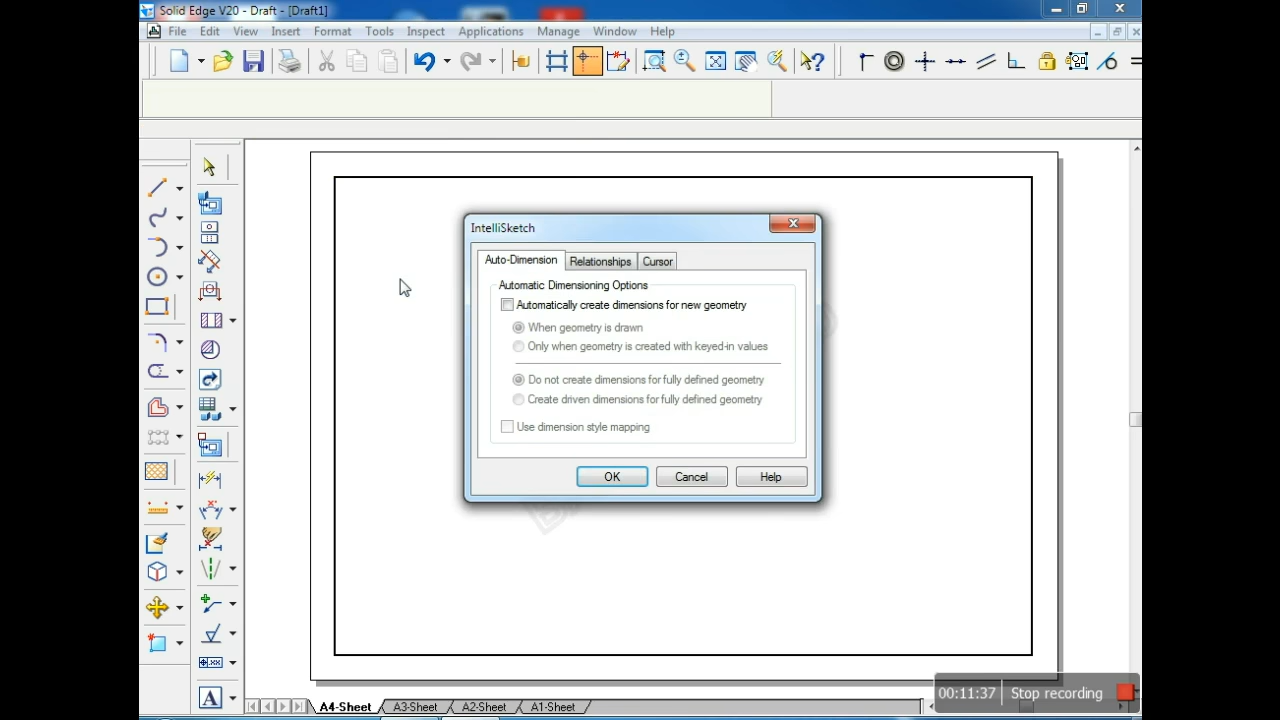 Solid Edge V20 - Draft - [Draft1]
File Edit View Insert Format Tools Inspect Applications Manage Window Help
IntelliSketch
Auto-Dimension Relationships Cursor
Automatic Dimensioning Options
Automatically create dimensions for new geometry
When geometry is drawn
Only when geometry is created with keyed-in values
Do not create dimensions for fully defined geometry
Create driven dimensions for fully defined geometry
Use dimension style mapping
OK Cancel Help
A
A4-Sheet A3-Sheet A2-Sheet A1-Sheet
00:11:37 Stop recording